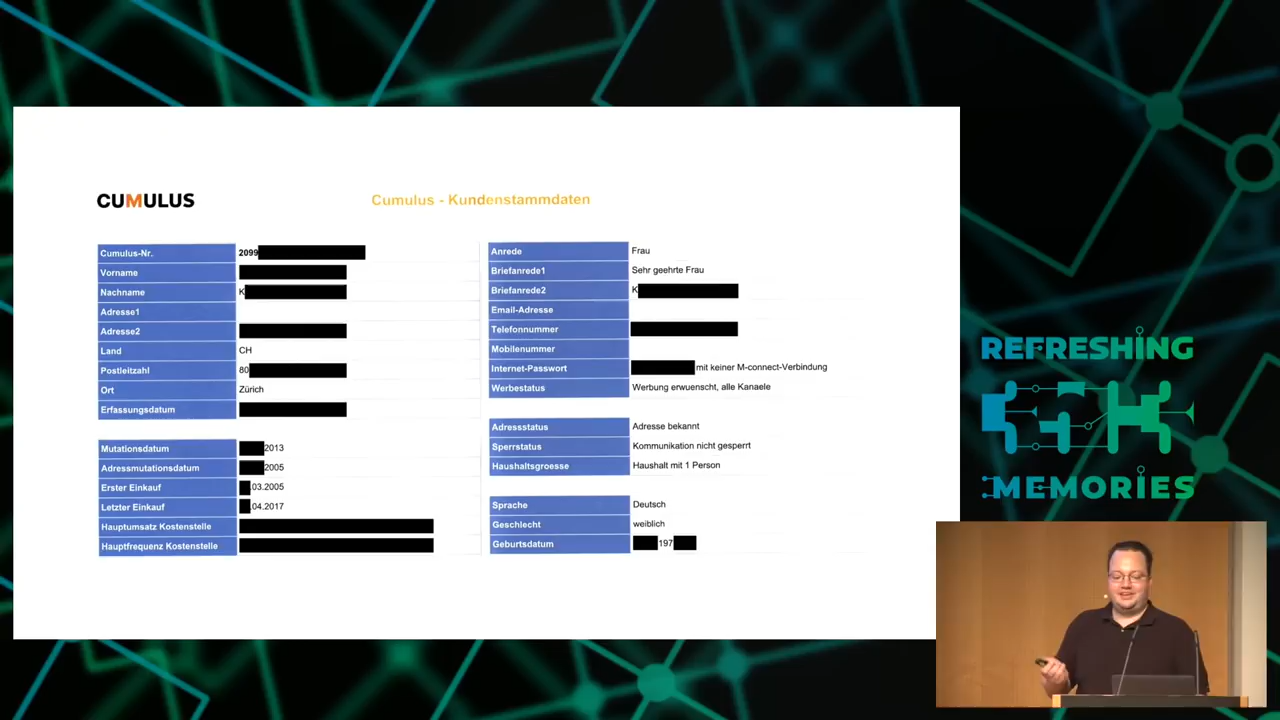 CUMULUS
Cumulus - Kundenstammdaten
Cumulus-Nr. 2099
Vorname
Nachname K
Adresse1
Adresse2
Land CH
Postleitzahl 80
Ort Zürich
Erfassungsdatum
Mutationsdatum 2013
Adressmutationsdatum 2005
Erster Einkauf .03.2005
Letzter Einkauf .04.2017
Hauptumsatz Kostenstelle
Hauptfrequenz Kostenstelle
Anrede Frau
Briefanrede1 Sehr geehrte Frau
Briefanrede2 K
Email-Adresse
Telefonnummer
Mobilenummer
Internet-Passwort mit keiner M-connect-Verbindung
Werbestatus Werbung erwuenscht, alle Kanaele
Adressstatus Adresse bekannt
Sperrstatus Kommunikation nicht gesperrt
Haushaltsgroesse Haushalt mit 1 Person
Sprache Deutsch
Geschlecht weiblich
Geburtsdatum 197
REFRESHING
MEMORIES